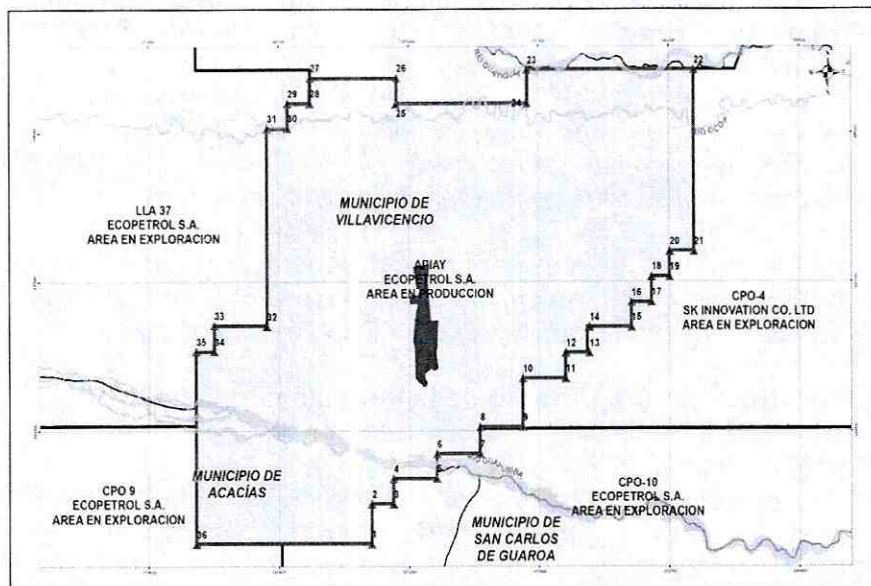 27
26
23
22
29
28
25
24
31
30
MUNICIPIO DE
VILLAVICENCIO
LLA 37
ECOPETROL S.A.
AREA EN EXPLORACION
20
21
APIAY
ECOPETROL S.A.
AREA EN PRODUCCION
18
19
CPO-4
SK INNOVATION CO. LTD
AREA EN EXPLORACION
16
17
33
32
14
15
35
34
12
13
10
11
8
9
6
7
4
5
MUNICIPIO DE
ACACÍAS
CPO 9
ECOPETROL S.A.
AREA EN EXPLORACION
CPO-10
ECOPETROL S.A.
AREA EN EXPLORACION
2
3
MUNICIPIO DE
SAN CARLOS
DE GUAROA
36
1